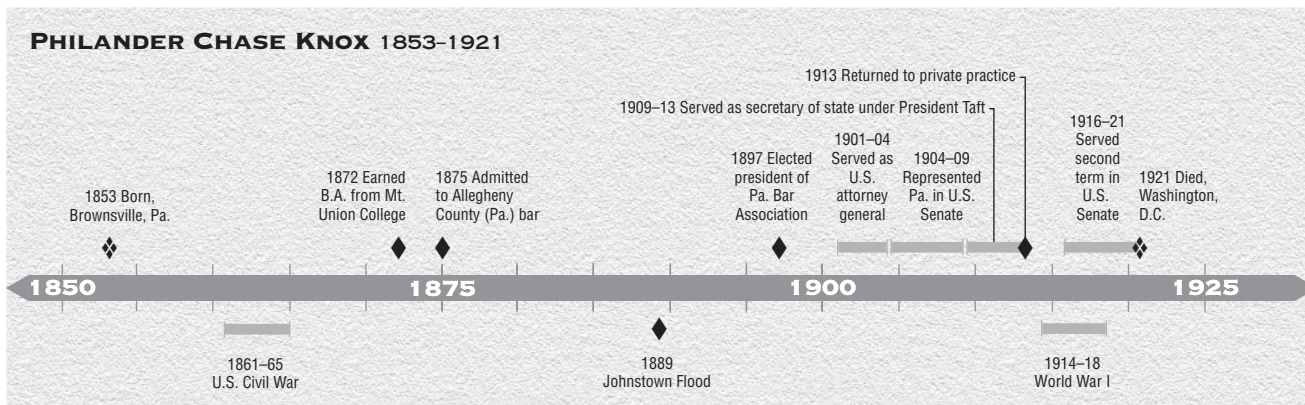 PHILANDER CHASE KNOX 1853–1921
1913 Returned to private practice
1909–13 Served as secretary of state under President Taft
1853 Born,
Brownsville, Pa.
1872 Earned
B.A. from Mt.
Union College
1875 Admitted
to Allegheny
County (Pa.) bar
1897 Elected
president of
Pa. Bar
Association
1901–04
Served as
U.S.
attorney
general
1904–09
Represented
Pa. in U.S.
Senate
1916–21
Served
second
term in
U.S.
Senate
1921 Died,
Washington,
D.C.
1850
1875
1900
1925
1861–65
U.S. Civil War
1889
Johnstown Flood
1914–18
World War I